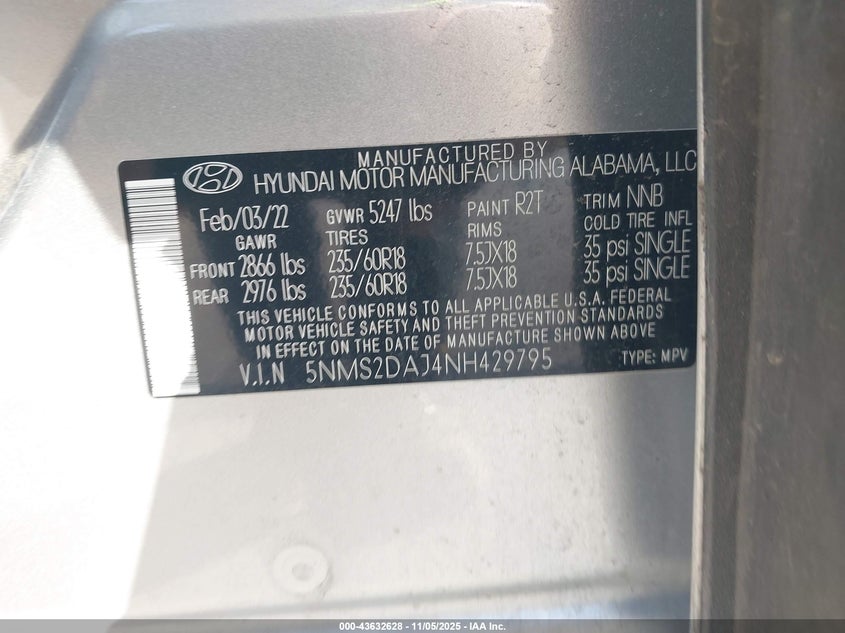 MANUFACTURED BY
HYUNDAI MOTOR MANUFACTURING ALABAMA, LLC
Feb/03/22 GVWR 5247 lbs PAINT R2T TRIM NNB
GAWR TIRES RIMS COLD TIRE INFL
FRONT 2866 lbs 235/60R18 7.5JX18 35 psi SINGLE
REAR 2976 lbs 235/60R18 7.5JX18 35 psi SINGLE
THIS VEHICLE CONFORMS TO ALL APPLICABLE U.S.A. FEDERAL
MOTOR VEHICLE SAFETY AND THEFT PREVENTION STANDARDS
IN EFFECT ON THE DATE OF MANUFACTURE SHOWN ABOVE
V.I.N 5NMS2DAJ4NH429795 TYPE: MPV
000-43632628 - 11/05/2025 - IAA Inc.